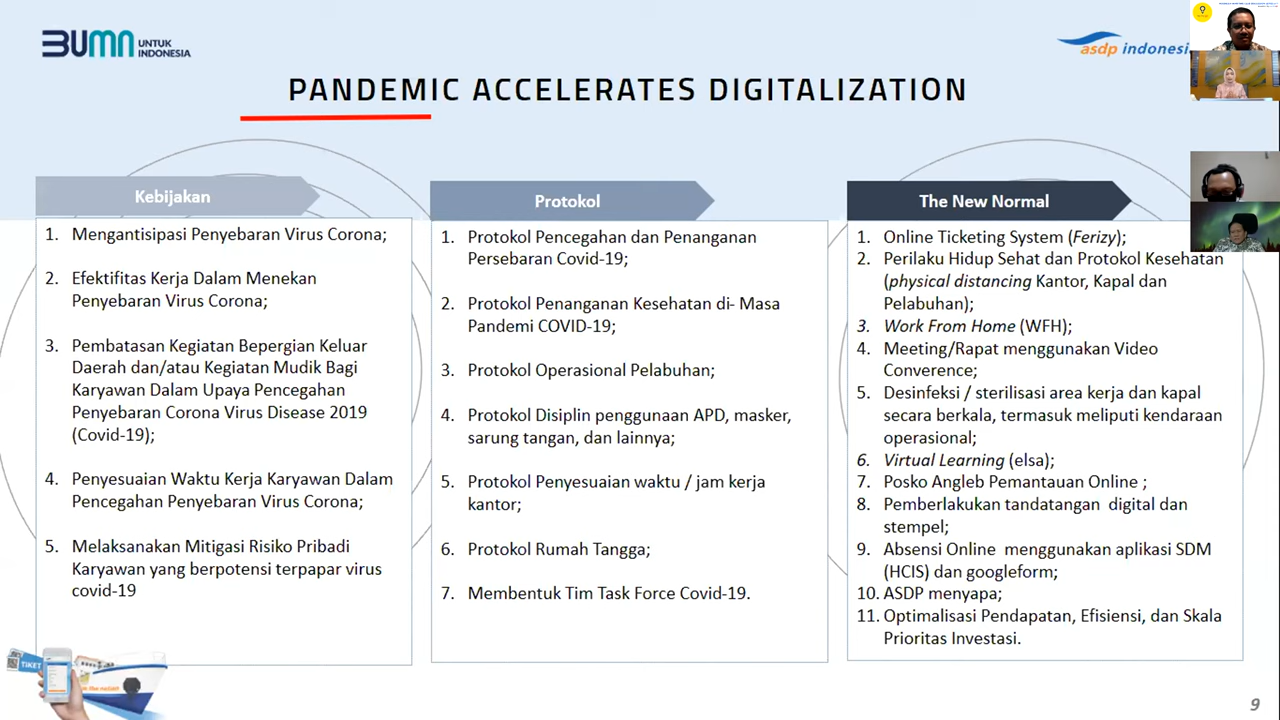 BUMN UNTUK
INDONESIA
asdp indonesi
PANDEMIC ACCELERATES DIGITALIZATION
Kebijakan
1. Mengantisipasi Penyebaran Virus Corona;
2. Efektifitas Kerja Dalam Menekan
Penyebaran Virus Corona;
3. Pembatasan Kegiatan Bepergian Keluar
Daerah dan/atau Kegiatan Mudik Bagi
Karyawan Dalam Upaya Pencegahan
Penyebaran Corona Virus Disease 2019
(Covid-19);
4. Penyesuaian Waktu Kerja Karyawan Dalam
Pencegahan Penyebaran Virus Corona;
5. Melaksanakan Mitigasi Risiko Pribadi
Karyawan yang berpotensi terpapar virus
covid-19
Protokol
1. Protokol Pencegahan dan Penanganan
Persebaran Covid-19;
2. Protokol Penanganan Kesehatan di- Masa
Pandemi COVID-19;
3. Protokol Operasional Pelabuhan;
4. Protokol Disiplin penggunaan APD, masker,
sarung tangan, dan lainnya;
5. Protokol Penyesuaian waktu / jam kerja
kantor;
6. Protokol Rumah Tangga;
7. Membentuk Tim Task Force Covid-19.
The New Normal
1. Online Ticketing System (Ferizy);
2. Perilaku Hidup Sehat dan Protokol Kesehatan
(physical distancing Kantor, Kapal dan
Pelabuhan);
3. Work From Home (WFH);
4. Meeting/Rapat menggunakan Video
Converence;
5. Desinfeksi / sterilisasi area kerja dan kapal
secara berkala, termasuk meliputi kendaraan
operasional;
6. Virtual Learning (elsa);
7. Posko Angleb Pemantauan Online ;
8. Pemberlakukan tandatangan digital dan
stempel;
9. Absensi Online menggunakan aplikasi SDM
(HCIS) dan googleform;
10. ASDP menyapa;
11. Optimalisasi Pendapatan, Efisiensi, dan Skala
Prioritas Investasi.
TIKET
9